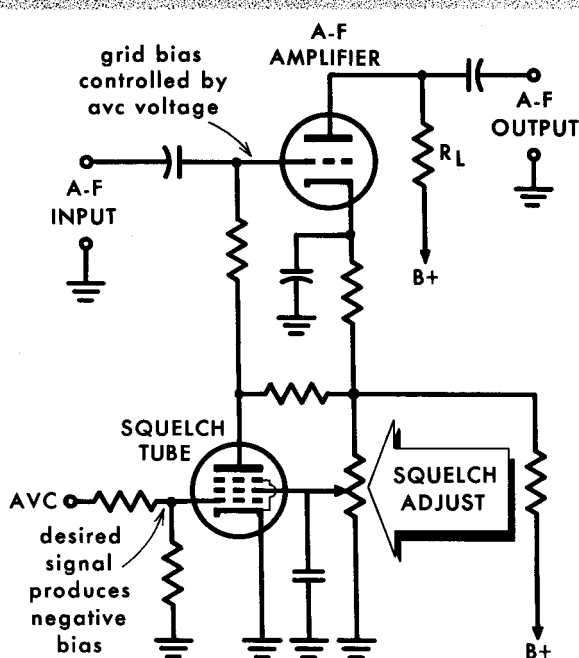 A-F
AMPLIFIER
grid bias
controlled by
avc voltage
A-F
OUTPUT
RL
A-F
INPUT
B+
SQUELCH
TUBE
SQUELCH
ADJUST
AVC
desired
signal
produces
negative
bias
B+